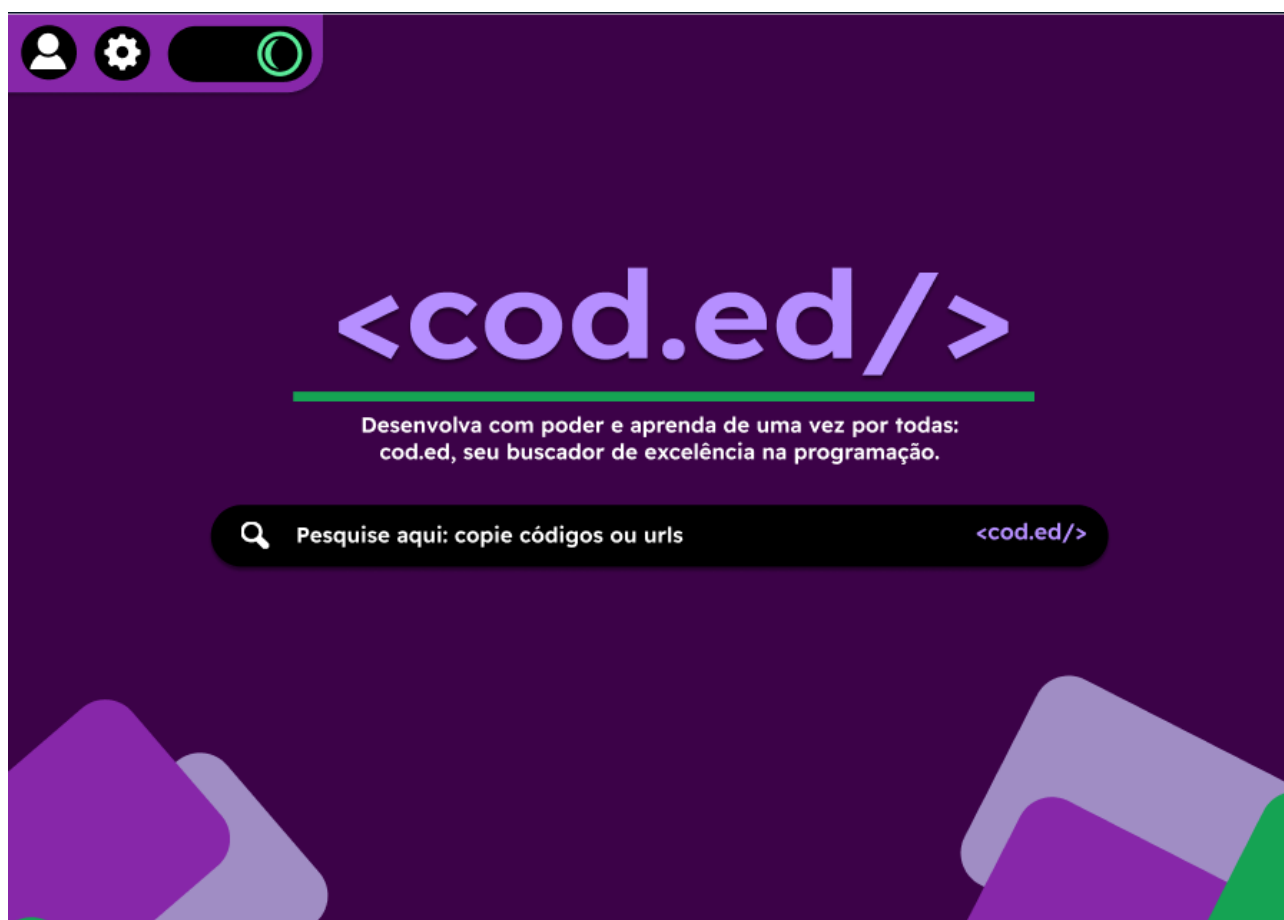 <cod.ed/>
Desenvolva com poder e aprenda de uma vez por todas:
cod.ed, seu buscador de excelência na programação.
Pesquise aqui: copie códigos ou urls
<cod.ed/>